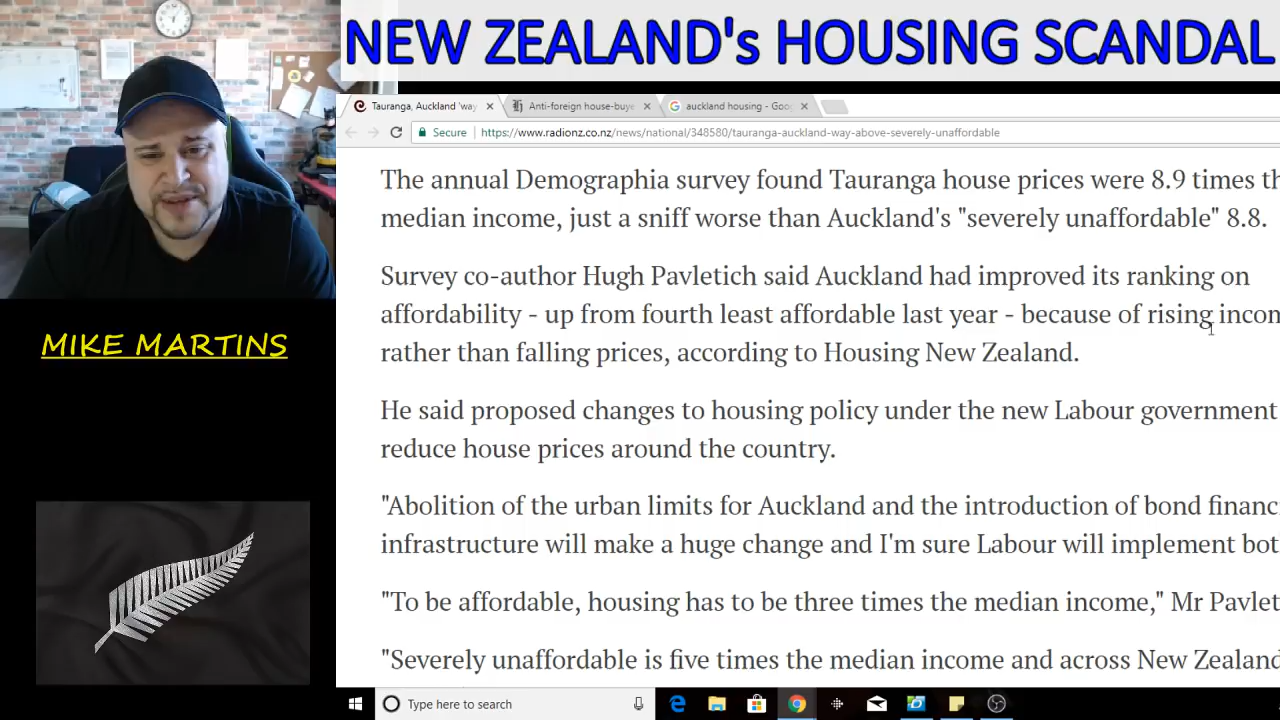 NEW ZEALAND's HOUSING SCANDAL
Tauranga, Auckland 'way
Anti-foreign house-buye
auckland housing - Goo
Secure
https://www.radionz.co.nz/news/national/348580/tauranga-auckland-way-above-severely-unaffordable
The annual Demographia survey found Tauranga house prices were 8.9 times th
median income, just a sniff worse than Auckland's "severely unaffordable" 8.8.
Survey co-author Hugh Pavletich said Auckland had improved its ranking on
affordability - up from fourth least affordable last year - because of rising incom
rather than falling prices, according to Housing New Zealand.
He said proposed changes to housing policy under the new Labour government
reduce house prices around the country.
"Abolition of the urban limits for Auckland and the introduction of bond financi
infrastructure will make a huge change and I'm sure Labour will implement bot
"To be affordable, housing has to be three times the median income," Mr Pavlet
"Severely unaffordable is five times the median income and across New Zealand
MIKE MARTINS
Type here to search